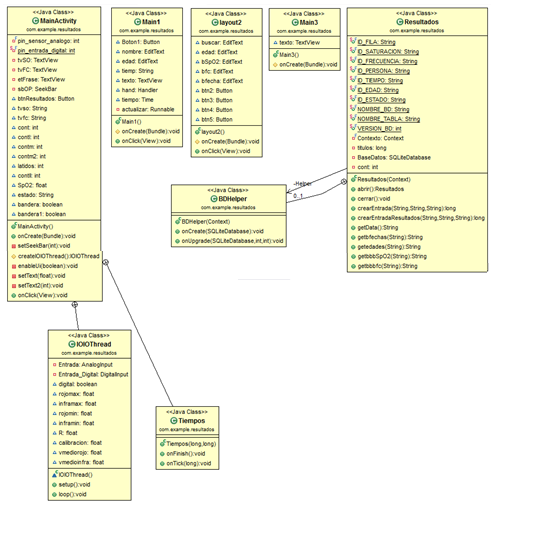 <<Java Class>>
MainActivity
com.example.resultados
pin_sensor_analogo: int
pin_entrada_digital: int
tvSO: TextView
tvFC: TextView
etFrase: TextView
sbOP: SeekBar
btnResultados: Button
tvso: String
tvfc: String
cont: int
contl: int
contm: int
contm2: int
latidos: int
contll: int
SpO2: float
estado: String
bandera: boolean
bandera1: boolean
MainActivity()
onCreate(Bundle):void
setSeekBar(int):void
createIOIOThread():IOIOThread
enableUi(boolean):void
setText(float):void
setText2(int):void
onClick(View):void
<<Java Class>>
Main1
com.example.resultados
Boton1: Button
nombre: EditText
edad: EditText
temp: String
texto: TextView
hand: Handler
tiempo: Time
actualizar: Runnable
Main1()
onCreate(Bundle):void
onClick(View):void
<<Java Class>>
layout2
com.example.resultados
buscar: EditText
edad: EditText
bSpO2: EditText
bfc: EditText
bfecha: EditText
btn2: Button
btn3: Button
btn4: Button
btn5: Button
layout2()
onCreate(Bundle):void
onClick(View):void
<<Java Class>>
Main3
com.example.resultados
texto: TextView
Main3()
onCreate(Bundle):void
<<Java Class>>
Resultados
com.example.resultados
ID_FILA: String
ID_SATURACION: String
ID_FRECUENCIA: String
ID_PERSONA: String
ID_TIEMPO: String
ID_EDAD: String
ID_ESTADO: String
NOMBRE_BD: String
NOMBRE_TABLA: String
VERSION_BD: int
Contexto: Context
titulos: long
BaseDatos: SQLiteDatabase
cont: int
Resultados(Context)
abrir():Resultados
cerrar():void
crearEntrada(String,String,String):long
crearEntradaResultados(String,String,String):long
getData():String
getbfechas(String):String
getedades(String):String
getbbbSpO2(String):String
getbbbfc(String):String
-Helper
0..1
<<Java Class>>
BDHelper
com.example.resultados
BDHelper(Context)
onCreate(SQLiteDatabase):void
onUpgrade(SQLiteDatabase,int,int):void
<<Java Class>>
IOIOThread
com.example.resultados
Entrada: AnalogInput
Entrada_Digital: DigitalInput
digital: boolean
rojomax: float
inframax: float
rojomin: float
inframin: float
R: float
calibracion: float
vmediorojo: float
vmedioinfra: float
IOIOThread()
setup():void
loop():void
<<Java Class>>
Tiempos
com.example.resultados
Tiempos(long,long)
onFinish():void
onTick(long):void